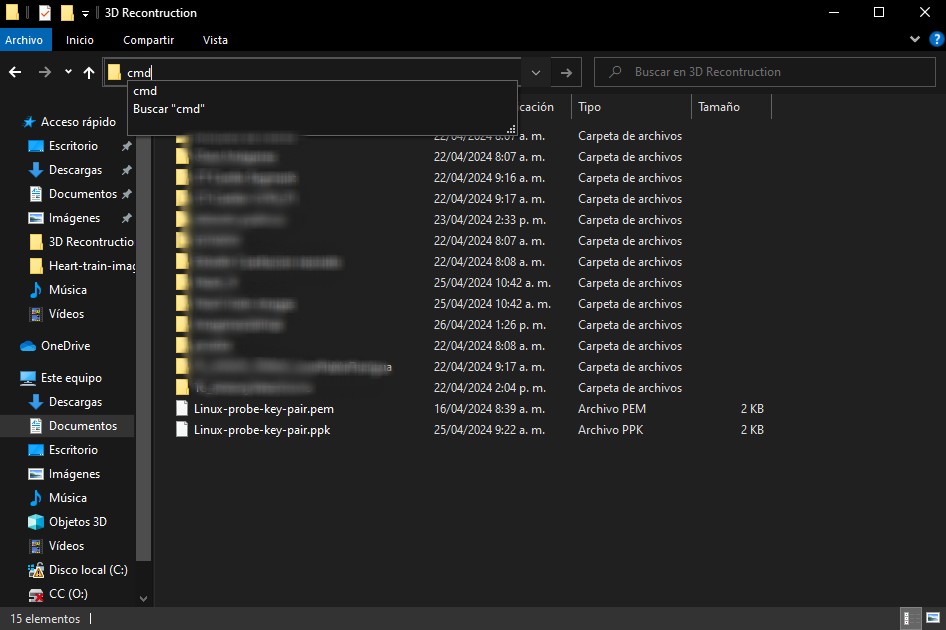 3D Recontruction
Archivo Inicio Compartir Vista
cmd
Buscar en 3D Recontruction
cmd
Buscar "cmd"
cación Tipo Tamaño
Acceso rápido
Escritorio
Descargas
Documentos
Imágenes
3D Recontructio
Heart-train-imag
Música
Vídeos
OneDrive
Este equipo
Descargas
Documentos
Escritorio
Imágenes
Música
Objetos 3D
Vídeos
Disco local (C:)
CC (O:)
22/04/2024 8:07 a. m. Carpeta de archivos
22/04/2024 8:07 a. m. Carpeta de archivos
22/04/2024 9:16 a. m. Carpeta de archivos
22/04/2024 9:17 a. m. Carpeta de archivos
23/04/2024 2:33 p. m. Carpeta de archivos
22/04/2024 8:07 a. m. Carpeta de archivos
22/04/2024 8:08 a. m. Carpeta de archivos
25/04/2024 10:42 a. m. Carpeta de archivos
25/04/2024 10:42 a. m. Carpeta de archivos
26/04/2024 1:26 p. m. Carpeta de archivos
22/04/2024 8:08 a. m. Carpeta de archivos
22/04/2024 9:17 a. m. Carpeta de archivos
22/04/2024 2:04 p. m. Carpeta de archivos
Linux-probe-key-pair.pem 16/04/2024 8:39 a. m. Archivo PEM 2 KB
Linux-probe-key-pair.ppk 25/04/2024 9:22 a. m. Archivo PPK 2 KB
15 elementos